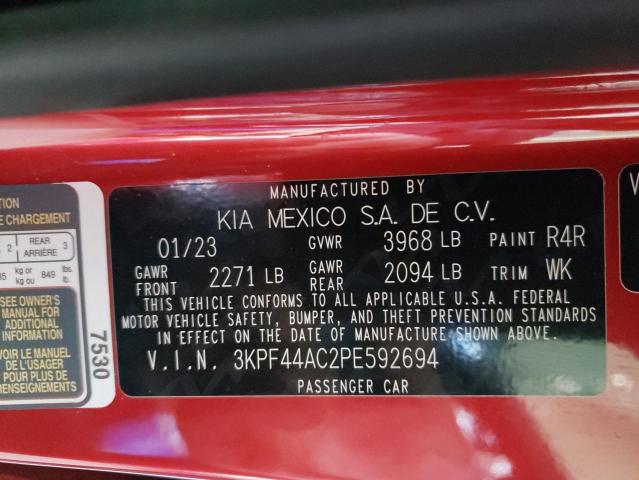 TION
E CHARGEMENT
2 REAR ARRIÈRE 3
kg or kg ou 849 lbs. lb.
SEE OWNER'S
MANUAL FOR
ADDITIONAL
INFORMATION
VOIR LE MANUEL
DE L'USAGER
POUR PLUS DE
RENSEIGNEMENTS
7530
MANUFACTURED BY
KIA MEXICO S.A. DE C.V.
01/23 GVWR 3968 LB PAINT R4R
GAWR FRONT 2271 LB GAWR REAR 2094 LB TRIM WK
THIS VEHICLE CONFORMS TO ALL APPLICABLE U.S.A. FEDERAL
MOTOR VEHICLE SAFETY, BUMPER, AND THEFT PREVENTION STANDARDS
IN EFFECT ON THE DATE OF MANUFACTURE SHOWN ABOVE.
V.I.N. 3KPF44AC2PE592694
PASSENGER CAR
V